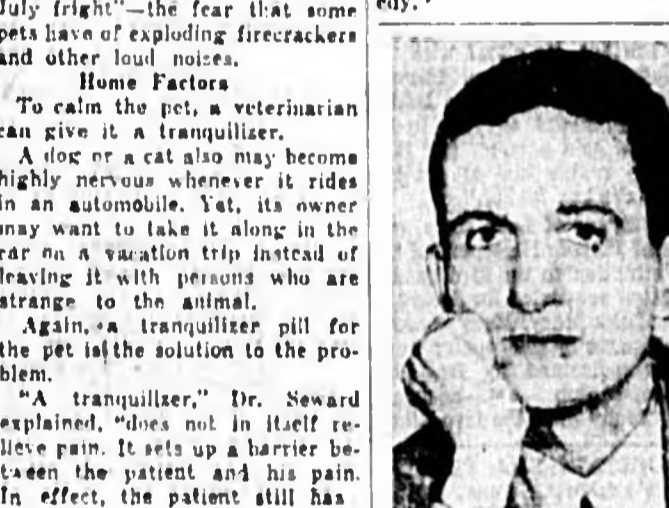 July fright"—the fear that some
pets have of exploding firecrackers
and other loud noises.
Home Factors
To calm the pet, a veterinarian
can give it a tranquilizer.
A dog or a cat also may become
highly nervous whenever it rides
in an automobile. Yet, its owner
may want to take it along in the
car on a vacation trip instead of
leaving it with persons who are
strange to the animal.
Again, a tranquilizer pill for
the pet is the solution to the pro-
blem.
"A tranquilizer," Dr. Seward
explained, "does not in itself re-
lieve pain. It sets up a barrier be-
tween the patient and his pain.
In effect, the patient still has